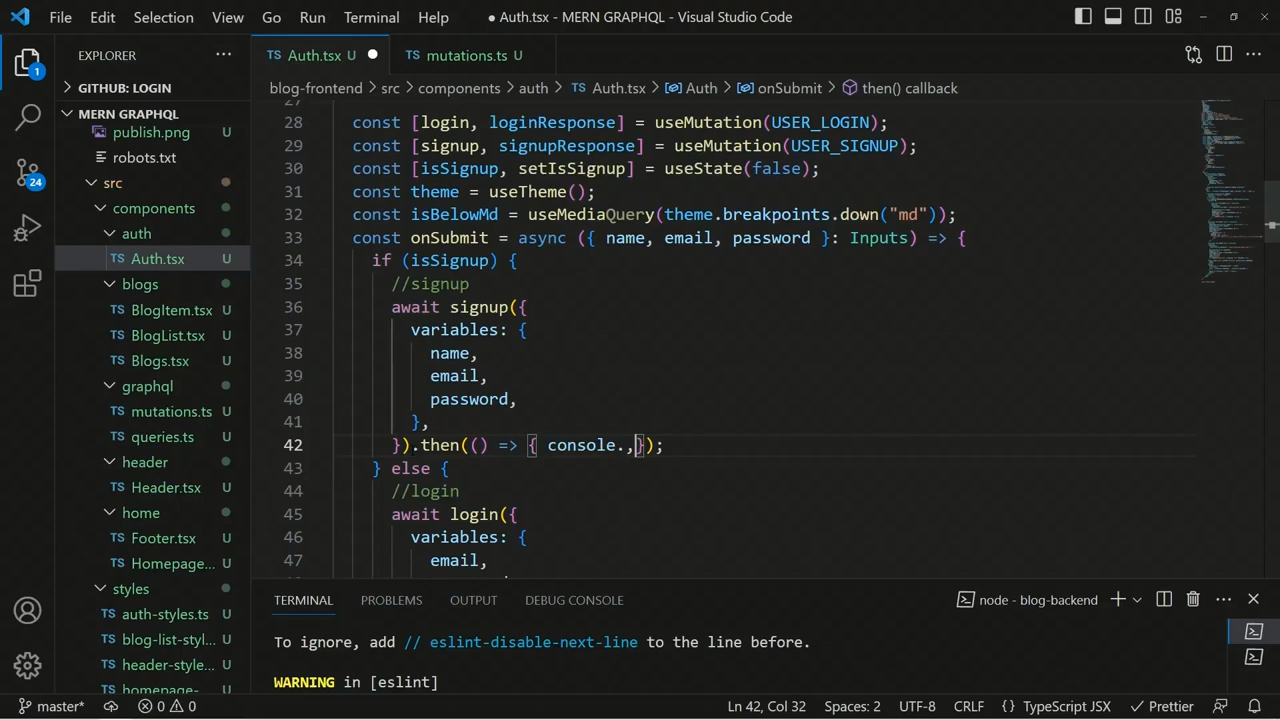 File Edit Selection View Go Run Terminal Help
● Auth.tsx - MERN GRAPHQL - Visual Studio Code
EXPLORER
1
24
GITHUB: LOGIN
MERN GRAPHQL
publish.png U
robots.txt U
src
components
auth
TS Auth.tsx U
blogs
TS BlogItem.tsx U
TS BlogList.tsx U
TS Blogs.tsx U
graphql
TS mutations.ts U
TS queries.ts U
header
TS Header.tsx U
home
TS Footer.tsx U
TS Homepage... U
styles
TS auth-styles.ts U
TS blog-list-styl... U
TS header-style... U
homepage-
TS Auth.tsx U ●
TS mutations.ts U
blog-frontend > src > components > auth > TS Auth.tsx > Auth > onSubmit > then() callback
27
28 const [login, loginResponse] = useMutation(USER_LOGIN);
29 const [signup, signupResponse] = useMutation(USER_SIGNUP);
30 const [isSignup, setIsSignup] = useState(false);
31 const theme = useTheme();
32 const isBelowMd = useMediaQuery(theme.breakpoints.down("md"));
33 const onSubmit = async ({ name, email, password }: Inputs) => {
34 if (isSignup) {
35 //signup
36 await signup({
37 variables: {
38 name,
39 email,
40 password,
41 },
42 }).then(() => { console.,});
43 } else {
44 //login
45 await login({
46 variables: {
47 email,
TERMINAL PROBLEMS OUTPUT DEBUG CONSOLE
node - blog-backend
To ignore, add // eslint-disable-next-line to the line before.
WARNING in [eslint]
master* 0 0
Ln 42, Col 32 Spaces: 2 UTF-8 CRLF {} TypeScript JSX Prettier